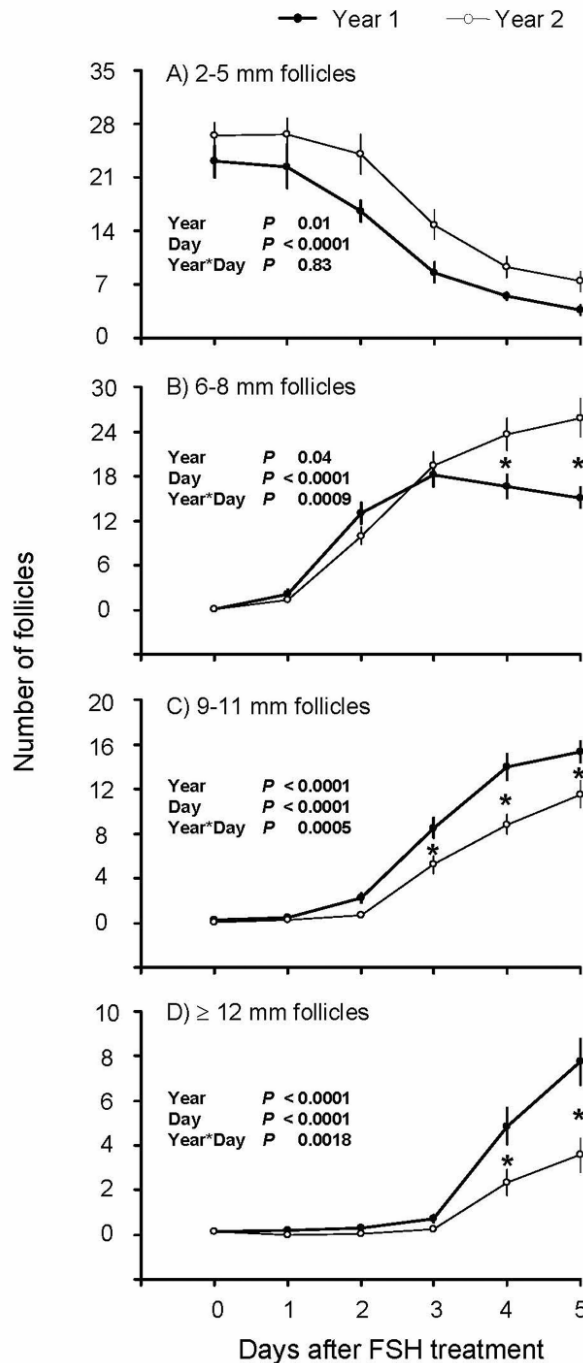 Year 1 Year 2
A) 2-5 mm follicles
35
28
21
14
7
0
Year P 0.01
Day P < 0.0001
Year*Day P 0.83
B) 6-8 mm follicles
30
24
18
12
6
0
Year P 0.04
Day P < 0.0001
Year*Day P 0.0009
* *
Number of follicles
C) 9-11 mm follicles
20
16
12
8
4
0
Year P < 0.0001
Day P < 0.0001
Year*Day P 0.0005
* * *
D) ≥ 12 mm follicles
10
8
6
4
2
0
Year P < 0.0001
Day P < 0.0001
Year*Day P 0.0018
* *
0 1 2 3 4 5
Days after FSH treatment